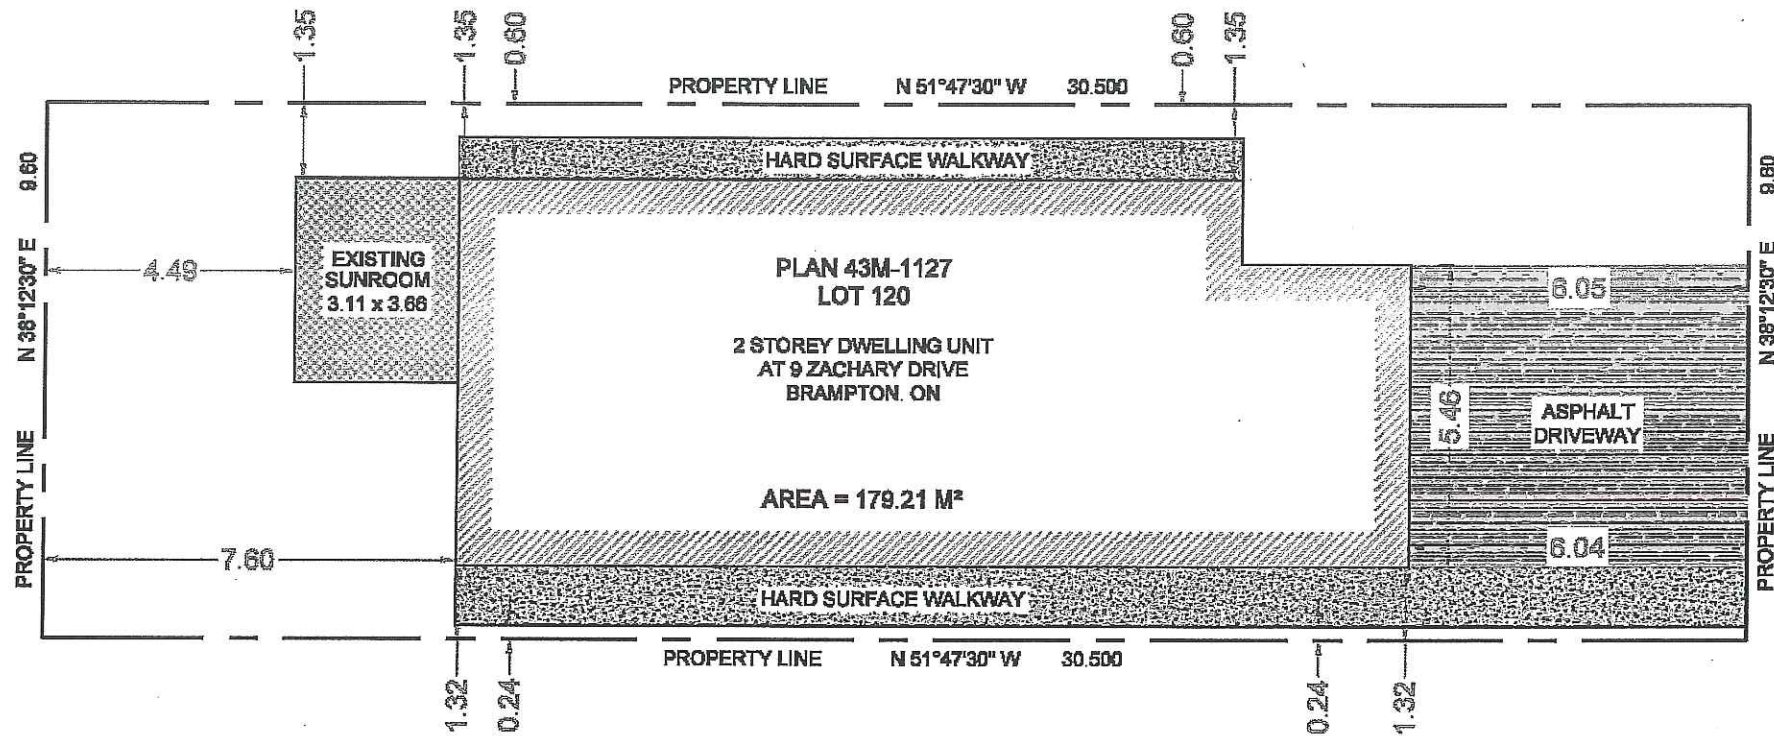 1.35
1.35
0.60
0.60
1.35
PROPERTY LINE N 51°47'30" W 30.500
9.60
N 38°12'30" E
PROPERTY LINE
HARD SURFACE WALKWAY
4.49
EXISTING
SUNROOM
3.11 x 3.66
PLAN 43M-1127
LOT 120
2 STOREY DWELLING UNIT
AT 9 ZACHARY DRIVE
BRAMPTON. ON
AREA = 179.21 M²
6.05
5.46
ASPHALT
DRIVEWAY
6.04
9.80
N 38°12'30" E
PROPERTY LINE
7.60
HARD SURFACE WALKWAY
PROPERTY LINE N 51°47'30" W 30.500
1.32
0.24
0.24
1.32